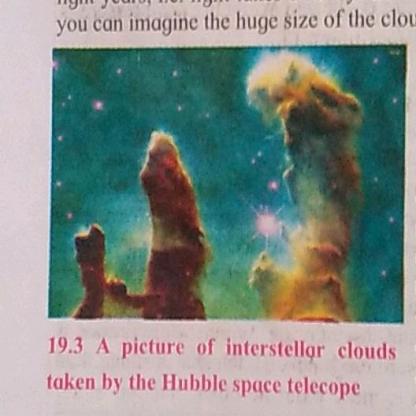 you can imagine the huge size of the clou
19.3 A picture of interstellar clouds
taken by the Hubble space telecope